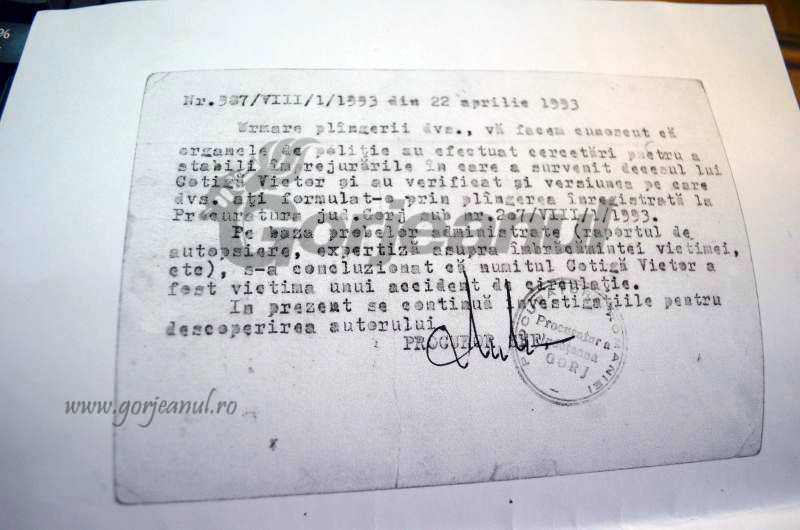 Nr.987/VIII/1/1993 din 22 aprilie 1993
Urmare plîngerii dvs., vă facem cunoscut că
organele de poliție au efectuat cercetări pentru a
stabili împrejurările în care a survenit decesul lui
Cotigă Victor și au verificat și versiunea pe care
dvs. ați formulat-o prin plîngerea înregistrată la
Procuratura jud.Gorj sub nr.207/VIII/1/1993.
Pe baza probelor administrate (raportul de
autopsiere, expertiză asupra îmbrăcămintei victimei,
etc), s-a concluzionat că numitul Cotigă Victor a
fost victima unui accident de circulație.
In prezent se continuă investigațiile pentru
descoperirea autorului
PROCUROR ȘEF,
Procuratura
GORJ
Gorjeanul
www.gorjeanul.ro